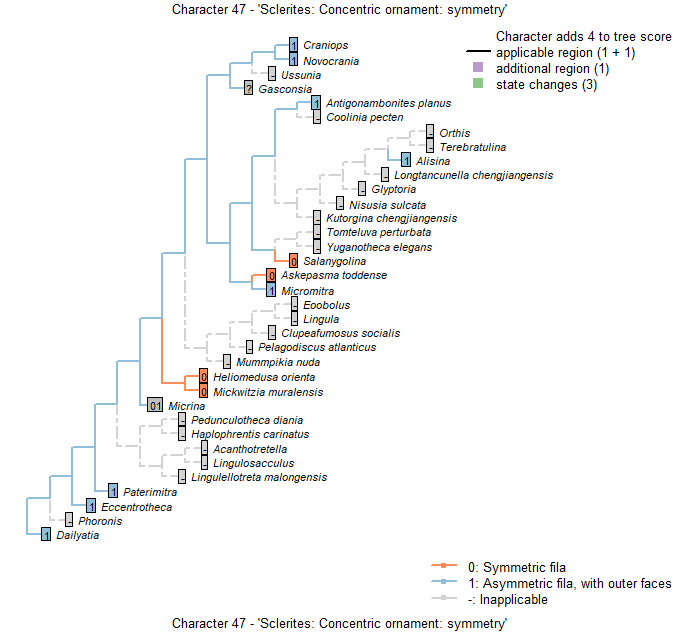 Character 47 - 'Sclerites: Concentric ornament: symmetry'
Character adds 4 to tree score
applicable region (1 + 1)
additional region (1)
state changes (3)
1 Craniops
1 Novocrania
- Ussunia
? Gasconsia
1 Antigonambonites planus
- Coolinia pecten
- Orthis
- Terebratulina
1 Alisina
- Longtancunella chengjiangensis
- Glyptoria
- Nisusia sulcata
- Kutorgina chengjiangensis
- Tomteluva perturbata
- Yuganotheca elegans
0 Salanygolina
0 Askepasma toddense
1 Micromitra
- Eoobolus
- Lingula
- Clupeafumosus socialis
- Pelagodiscus atlanticus
- Mummpikia nuda
0 Heliomedusa orienta
0 Mickwitzia muralensis
01 Micrina
- Pedunculotheca diania
- Haplophrentis carinatus
- Acanthotretella
- Lingulosacculus
- Lingulellotreta malongensis
1 Paterimitra
1 Eccentrotheca
- Phoronis
1 Dailyatia
0: Symmetric fila
1: Asymmetric fila, with outer faces
-: Inapplicable
Character 47 - 'Sclerites: Concentric ornament: symmetry'